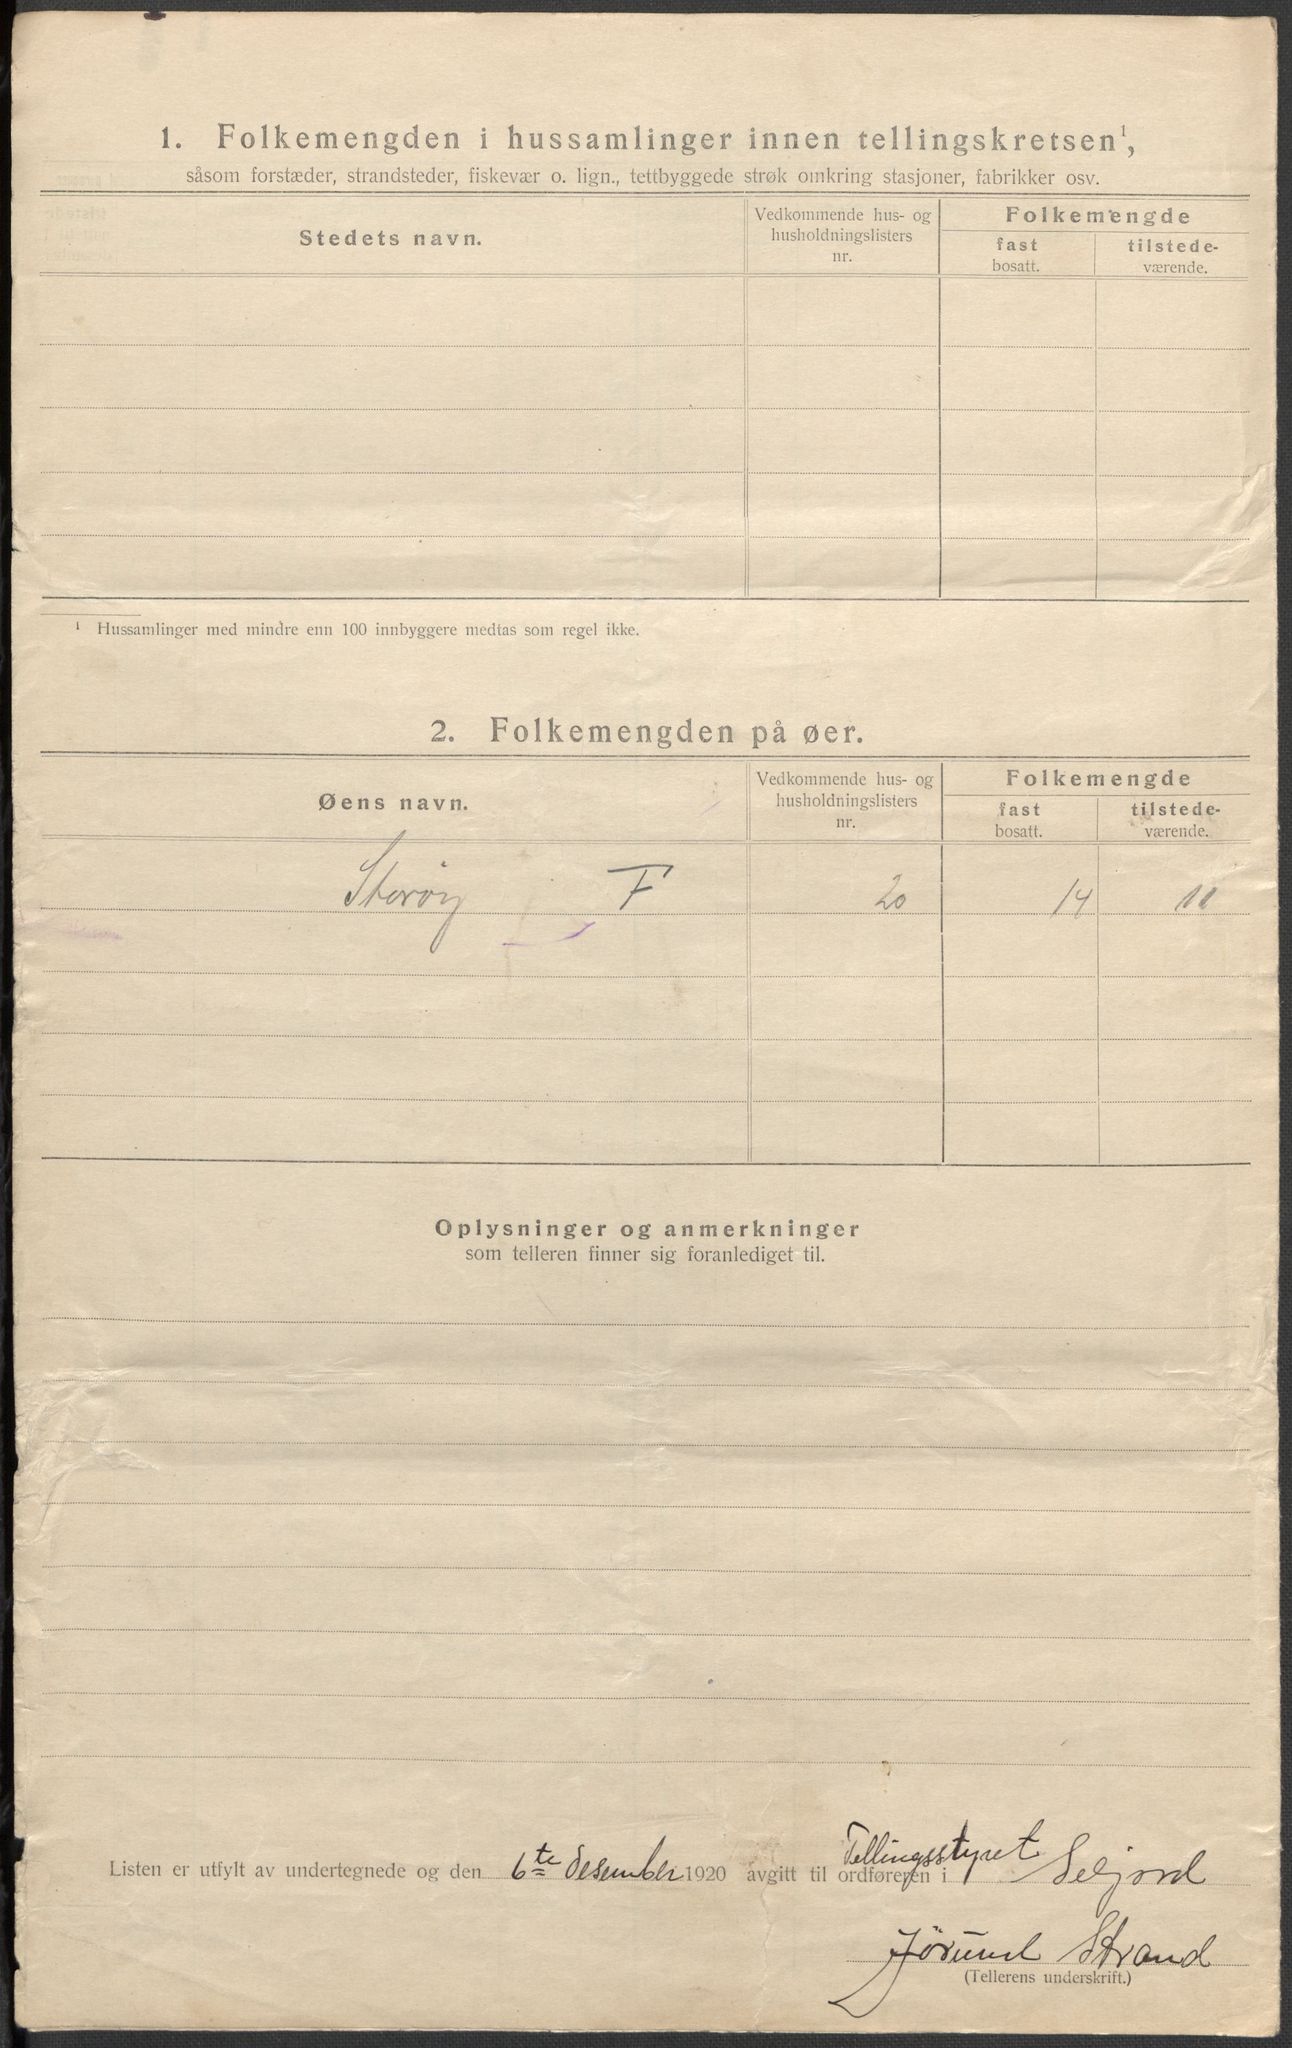 1. Folkemengden i hussamlinger innen tellingskretsen¹,
såsom forstæder, strandsteder, fiskevær o. lign., tettbyggede strøk omkring stasjoner, fabrikker osv.
Stedets navn.
Vedkommende hus- og
husholdningslisters
nr.
Folkemengde
fast
bosatt.
tilstede-
værende.
¹ Hussamlinger med mindre enn 100 innbyggere medtas som regel ikke.
2. Folkemengden på øer.
Øens navn.
Vedkommende hus- og
husholdningslisters
nr.
Folkemengde
fast
bosatt.
tilstede-
værende.
Storøy F 20 14 11
Oplysninger og anmerkninger
som telleren finner sig foranlediget til.
Tellingsstyret
Listen er utfylt av undertegnede og den 6te desember 1920 avgitt til ordføreren i Seljord
Jørund Strand
(Tellerens underskrift.)